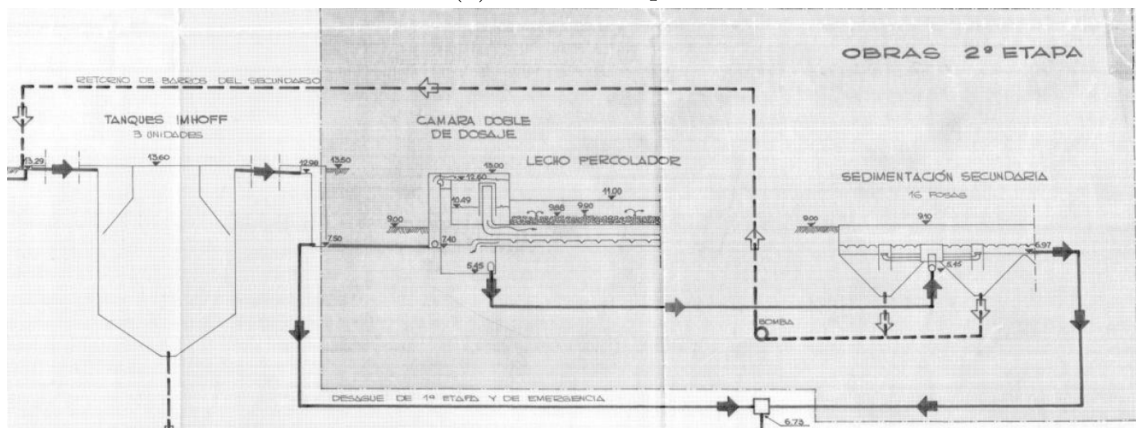 OBRAS 2ª ETAPA
RETORNO DE BARROS DEL SECUNDARIO
TANQUES IMHOFF
3 UNIDADES
CAMARA DOBLE
DE DOSAJE
LECHO PERCOLADOR
SEDIMENTACIÓN SECUNDARIA
16 FOSAS
13.29
13.60
12.90
13.50
13.00
12.60
10.49
11.00
9.88
9.90
9.00
7.50
7.40
6.45
9.00
9.10
6.97
6.45
BOMBA
DESAGUE DE 1ª ETAPA Y DE EMERGENCIA
6.73